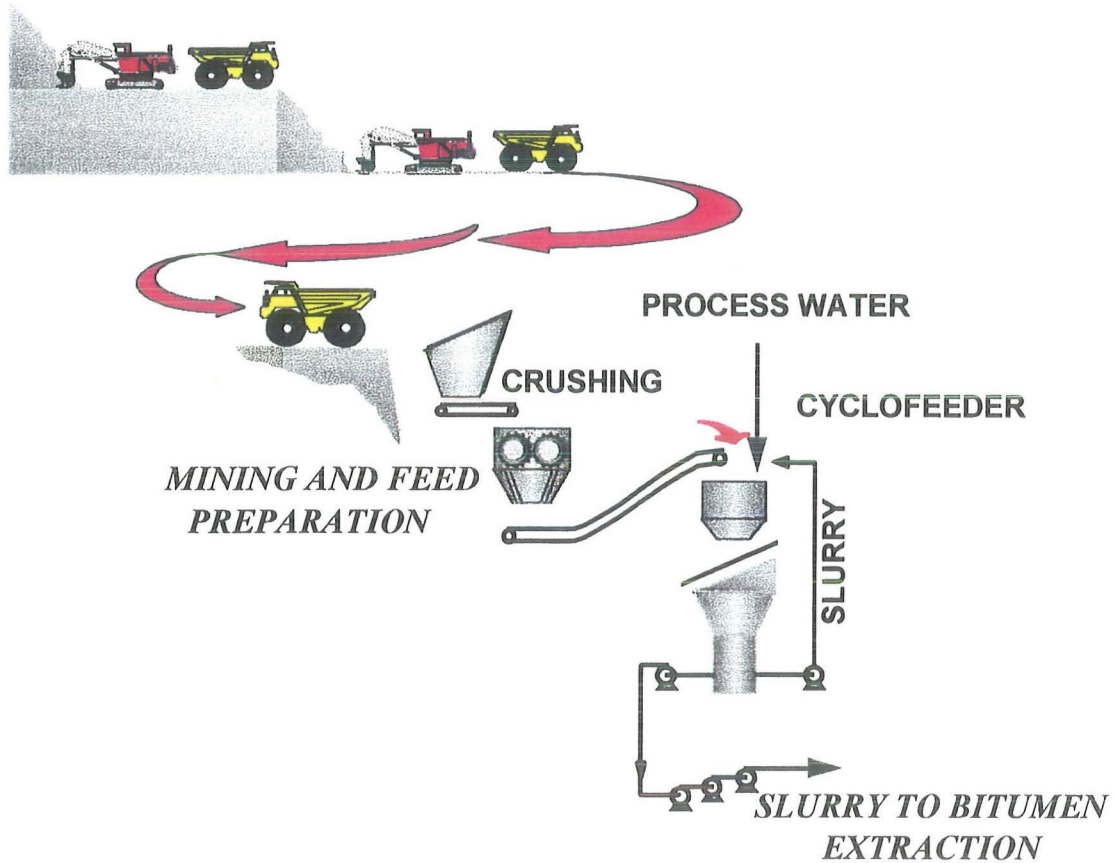 PROCESS WATER
CRUSHING
CYCLOFEEDER
MINING AND FEED
PREPARATION
SLURRY
SLURRY TO BITUMEN
EXTRACTION